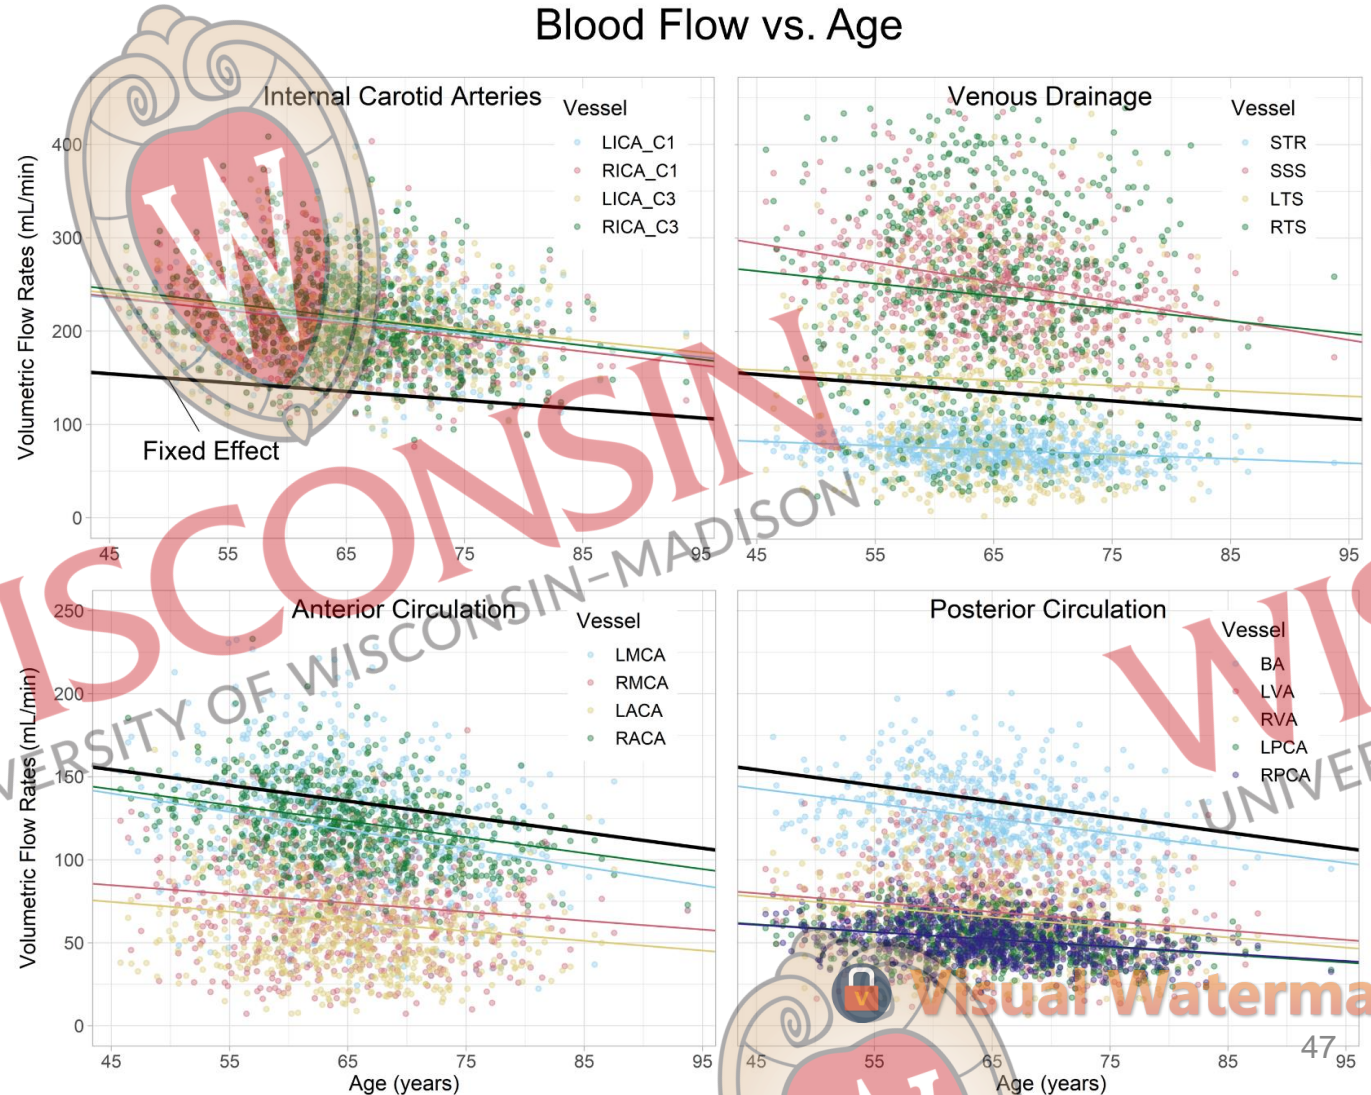 Blood Flow vs. Age
Internal Carotid Arteries
Vessel
LICA_C1
RICA_C1
LICA_C3
RICA_C3
400
300
200
100
0
Volumetric Flow Rates (mL/min)
Fixed Effect
45 55 65 75 85 95
Venous Drainage
Vessel
STR
SSS
LTS
RTS
45 55 65 75 85 95
Anterior Circulation
Vessel
LMCA
RMCA
LACA
RACA
250
200
150
100
50
0
Volumetric Flow Rates (mL/min)
45 55 65 75 85 95
Age (years)
Posterior Circulation
Vessel
BA
LVA
RVA
LPCA
RPCA
45 55 65 75 85 95
Age (years)
47
W
ISCONSIN
VERSITY OF WISCONSIN-MADISON
WIS
UNIVE
V
Visual Waterma